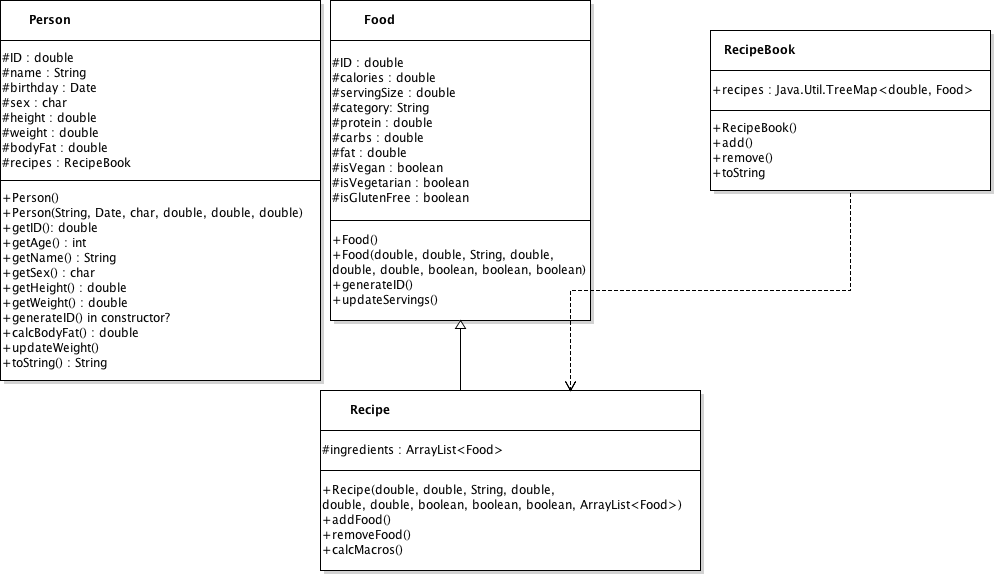 Person
#ID : double
#name : String
#birthday : Date
#sex : char
#height : double
#weight : double
#bodyFat : double
#recipes : RecipeBook
+Person()
+Person(String, Date, char, double, double, double)
+getID(): double
+getAge() : int
+getName() : String
+getSex() : char
+getHeight() : double
+getWeight() : double
+generateID() in constructor?
+calcBodyFat() : double
+updateWeight()
+toString() : String
Food
#ID : double
#calories : double
#servingSize : double
#category: String
#protein : double
#carbs : double
#fat : double
#isVegan : boolean
#isVegetarian : boolean
#isGlutenFree : boolean
+Food()
+Food(double, double, String, double,
double, double, boolean, boolean, boolean)
+generateID()
+updateServings()
RecipeBook
+recipes : Java.Util.TreeMap<double, Food>
+RecipeBook()
+add()
+remove()
+toString
Recipe
#ingredients : ArrayList<Food>
+Recipe(double, double, String, double,
double, double, boolean, boolean, boolean, ArrayList<Food>)
+addFood()
+removeFood()
+calcMacros()